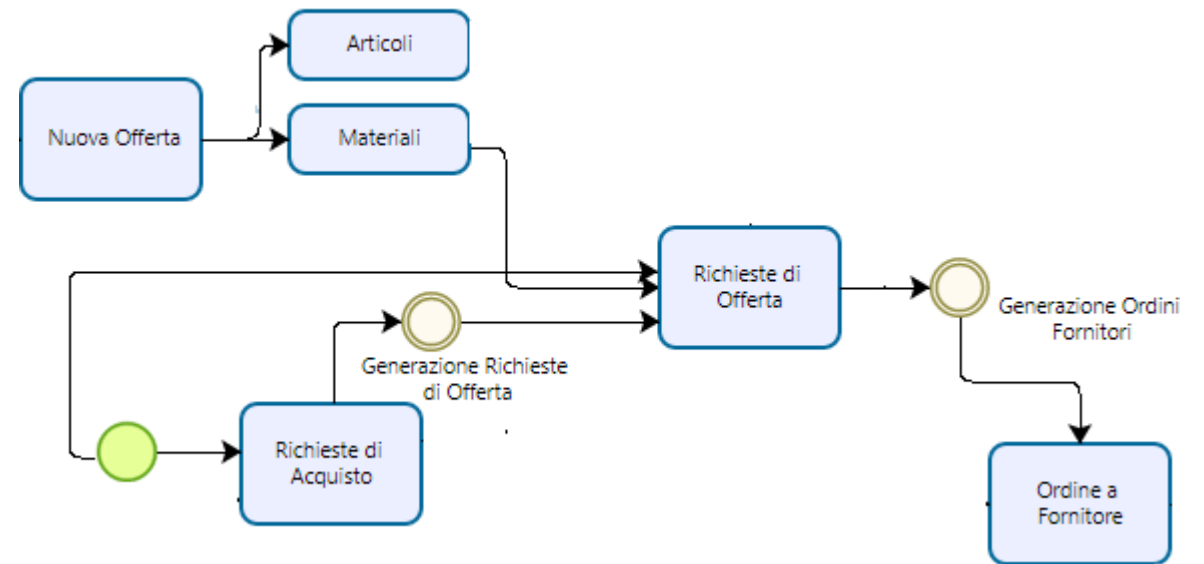 Articoli
Nuova Offerta
Materiali
Richieste di
Offerta
Generazione Ordini
Fornitori
Generazione Richieste
di Offerta
Richieste di
Acquisto
Ordine a
Fornitore